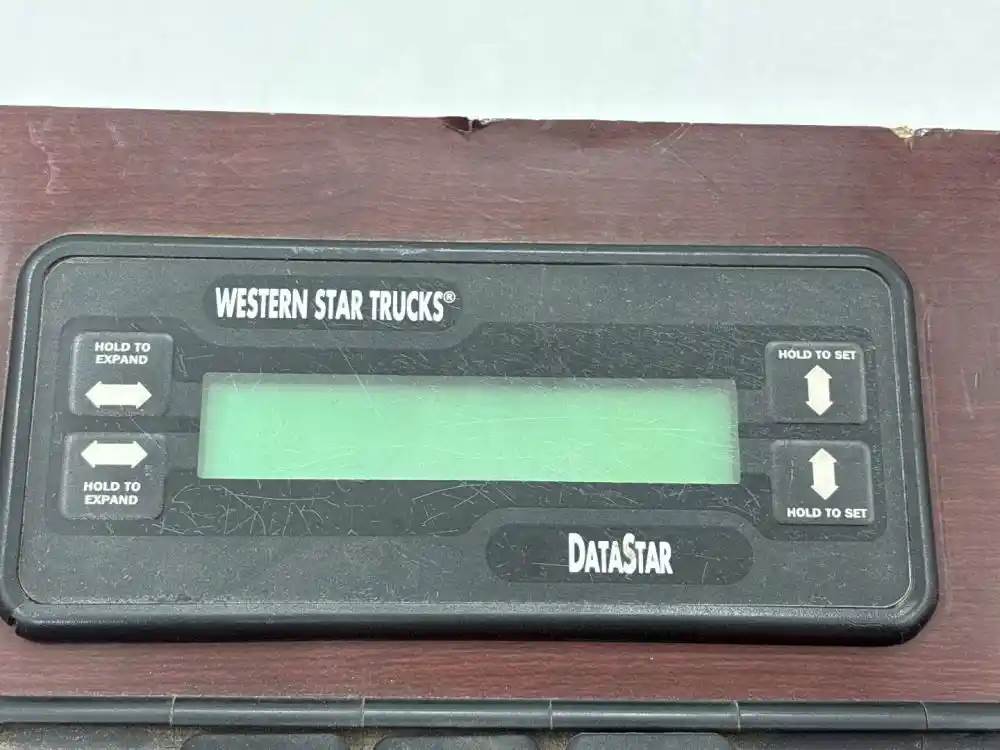 WESTERN STAR TRUCKS®
HOLD TO
EXPAND
HOLD TO SET
HOLD TO
EXPAND
HOLD TO SET
DATASTAR